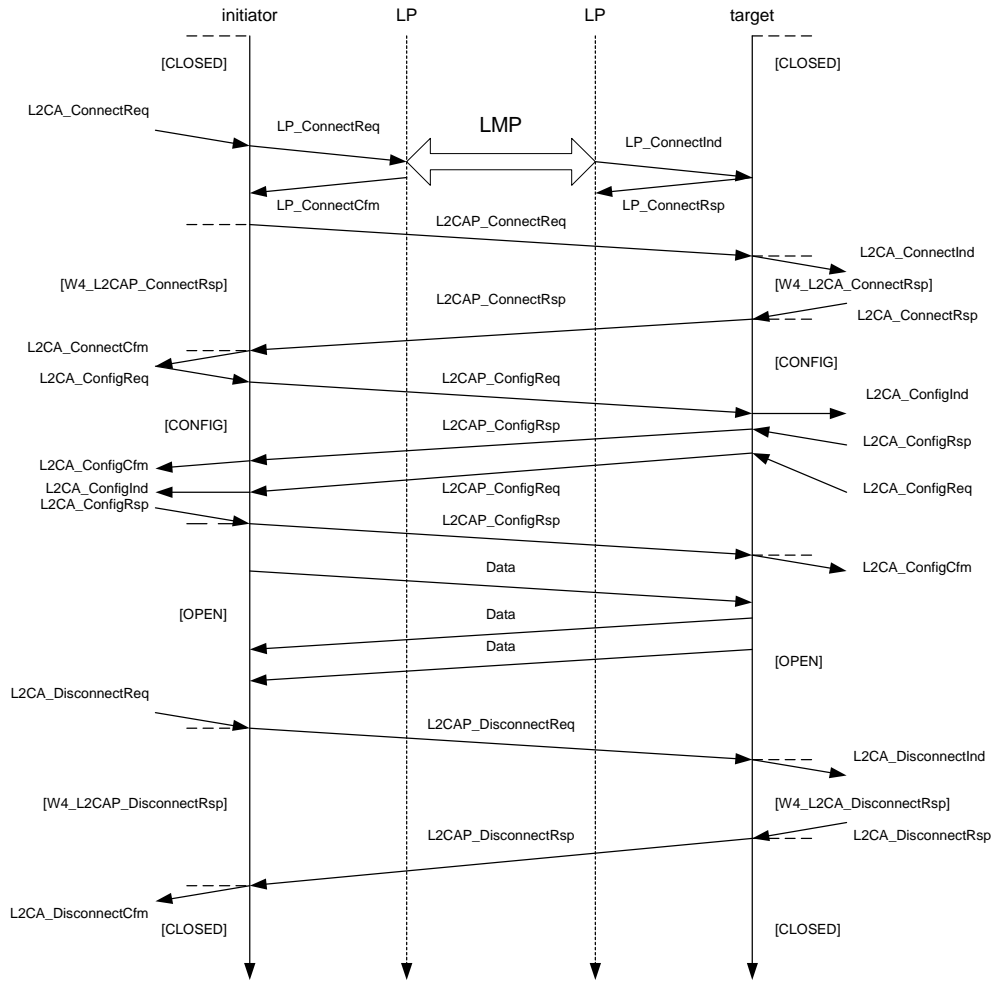 initiator LP LP target
[CLOSED] [CLOSED]
L2CA_ConnectReq
LP_ConnectReq LMP LP_ConnectInd
LP_ConnectCfm LP_ConnectRsp
L2CAP_ConnectReq
L2CA_ConnectInd
[W4_L2CAP_ConnectRsp] [W4_L2CA_ConnectRsp]
L2CAP_ConnectRsp
L2CA_ConnectRsp
L2CA_ConnectCfm
[CONFIG]
L2CA_ConfigReq L2CAP_ConfigReq
L2CA_ConfigInd
[CONFIG] L2CAP_ConfigRsp
L2CA_ConfigRsp
L2CA_ConfigCfm
L2CA_ConfigInd L2CAP_ConfigReq L2CA_ConfigReq
L2CA_ConfigRsp
L2CAP_ConfigRsp
Data L2CA_ConfigCfm
[OPEN] Data
Data
[OPEN]
L2CA_DisconnectReq
L2CAP_DisconnectReq
L2CA_DisconnectInd
[W4_L2CAP_DisconnectRsp] [W4_L2CA_DisconnectRsp]
L2CAP_DisconnectRsp L2CA_DisconnectRsp
L2CA_DisconnectCfm
[CLOSED] [CLOSED]